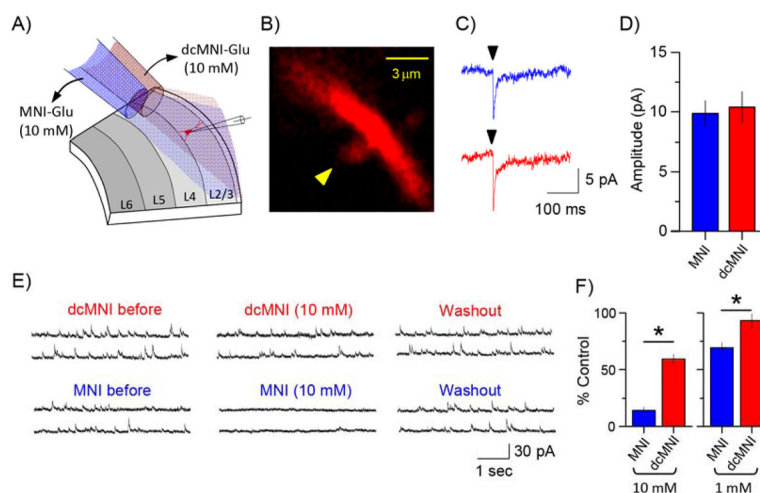 A)
dcMNI-Glu
(10 mM)
MNI-Glu
(10 mM)
L6
L5
L4
L2/3
B)
3 μm
C)
5 pA
100 ms
D)
Amplitude (pA)
15
10
5
0
MNI
dcMNI
E)
dcMNI before
dcMNI (10 mM)
Washout
MNI before
MNI (10 mM)
Washout
30 pA
1 sec
F)
% Control
100
50
0
*
*
MNI
dcMNI
MNI
dcMNI
10 mM
1 mM